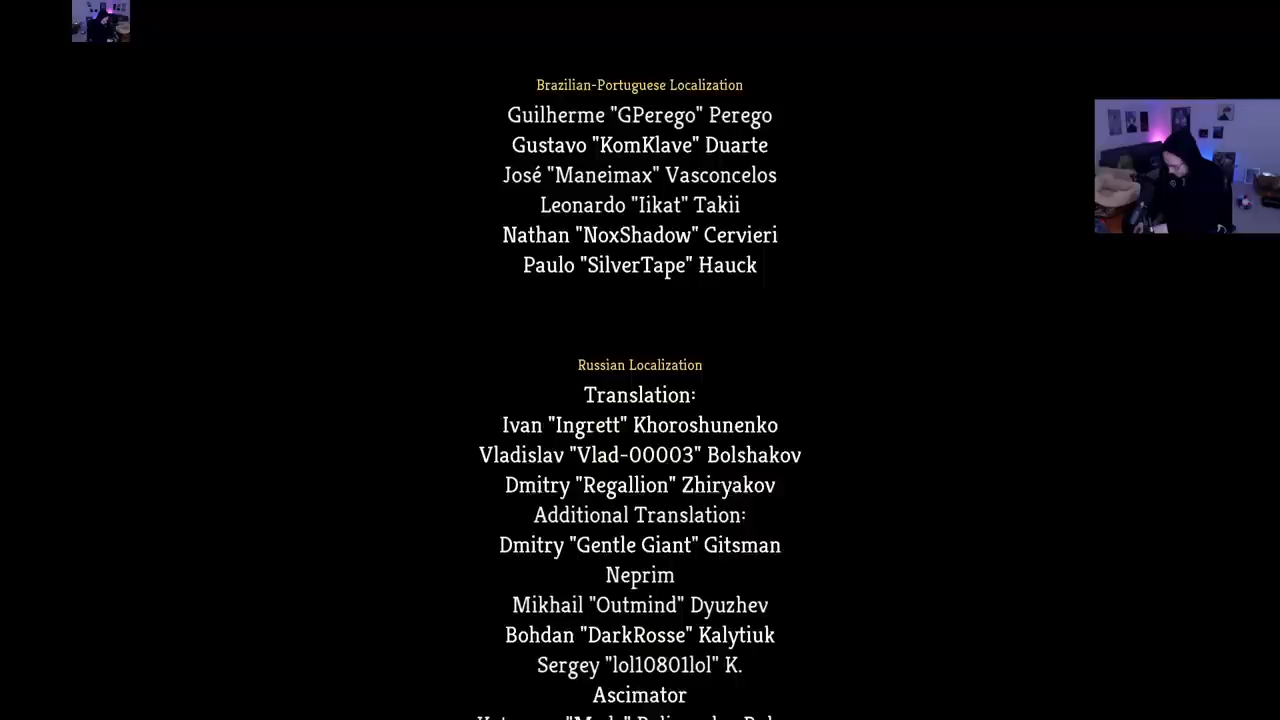 Brazilian-Portuguese Localization
Guilherme "GPerego" Perego
Gustavo "KomKlave" Duarte
José "Maneimax" Vasconcelos
Leonardo "Iikat" Takii
Nathan "NoxShadow" Cervieri
Paulo "SilverTape" Hauck
Russian Localization
Translation:
Ivan "Ingrett" Khoroshunenko
Vladislav "Vlad-00003" Bolshakov
Dmitry "Regallion" Zhiryakov
Additional Translation:
Dmitry "Gentle Giant" Gitsman
Neprim
Mikhail "Outmind" Dyuzhev
Bohdan "DarkRosse" Kalytiuk
Sergey "lol10801lol" K.
Ascimator